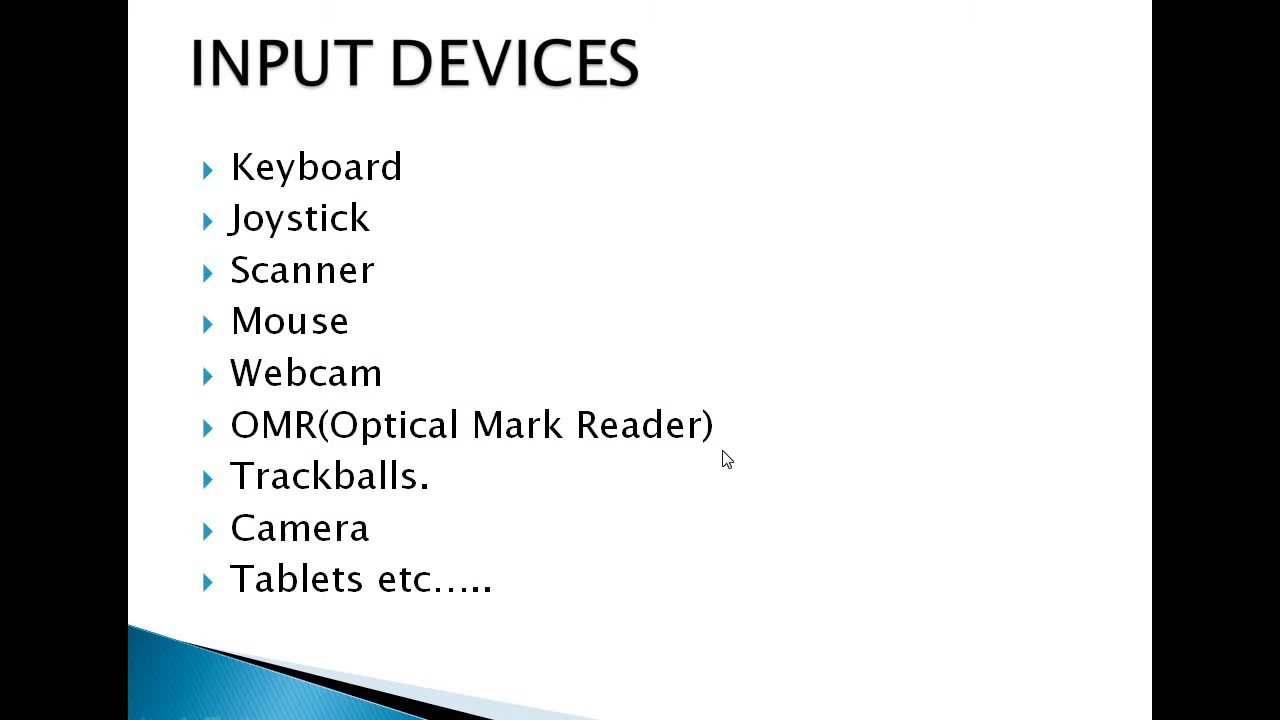 INPUT DEVICES
Keyboard
Joystick
Scanner
Mouse
Webcam
OMR(Optical Mark Reader)
Trackballs.
Camera
Tablets etc…..